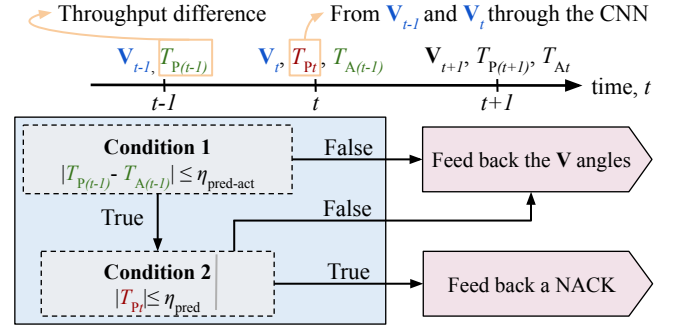 Throughput difference
From V_{t-1} and V_t through the CNN
V_{t-1}, T_{P(t-1)}
V_t, T_{Pt}, T_{A(t-1)}
V_{t+1}, T_{P(t+1)}, T_{At}
t-1
t
t+1
time, t
Condition 1
|T_{P(t-1)}- T_{A(t-1)}| ≤ η_{pred-act}
False
Feed back the V angles
True
False
Condition 2
|T_{Pt}|≤ η_{pred}
True
Feed back a NACK